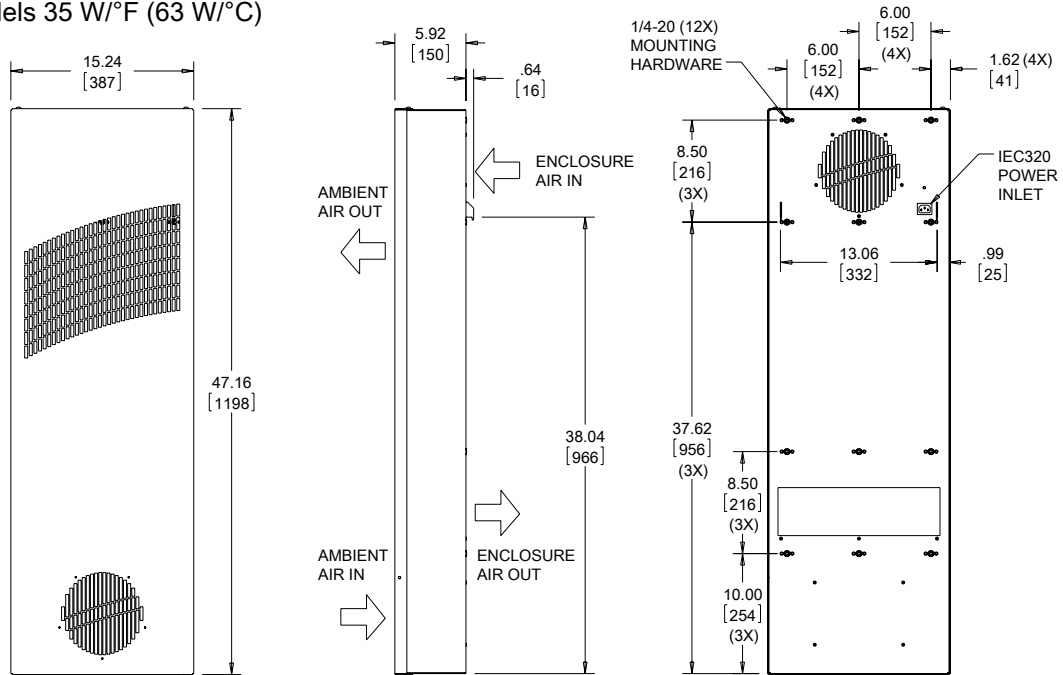 dels 35 W/°F (63 W/°C)
15.24
[387]
47.16
[1198]
5.92
[150]
.64
[16]
ENCLOSURE
AIR IN
AMBIENT
AIR OUT
38.04
[966]
AMBIENT
AIR IN
ENCLOSURE
AIR OUT
1/4-20 (12X)
MOUNTING
HARDWARE
6.00
[152]
(4X)
6.00
[152]
(4X)
1.62 (4X)
[41]
8.50
[216]
(3X)
IEC320
POWER
INLET
13.06
[332]
.99
[25]
37.62
[956]
(3X)
8.50
[216]
(3X)
10.00
[254]
(3X)